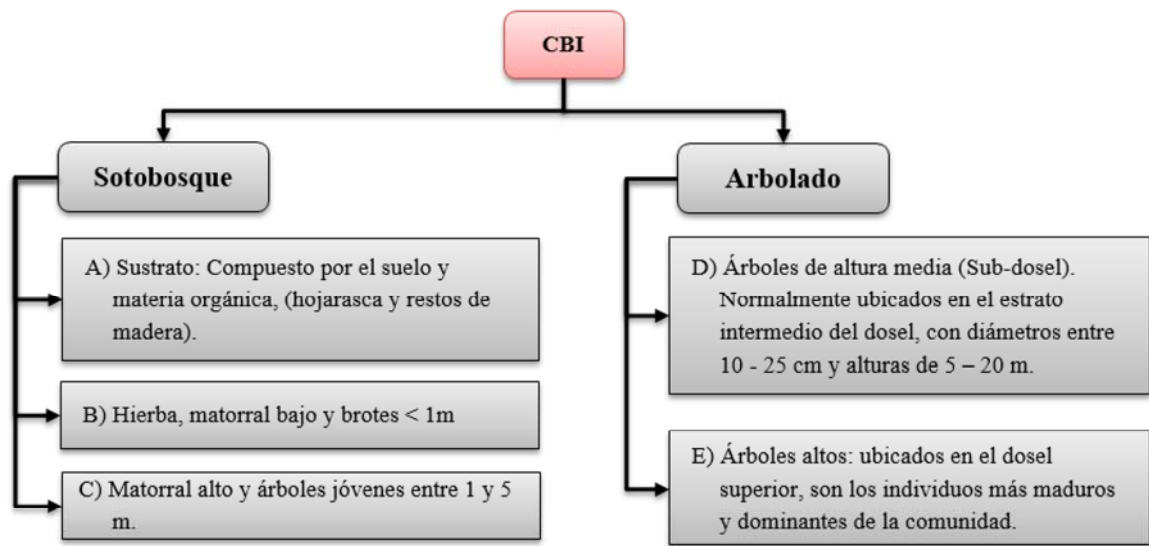 CBI
Sotobosque
A) Sustrato: Compuesto por el suelo y
materia orgánica, (hojarasca y restos de
madera).
B) Hierba, matorral bajo y brotes < 1m
C) Matorral alto y árboles jóvenes entre 1 y 5
m.
Arbolado
D) Árboles de altura media (Sub-dosel).
Normalmente ubicados en el estrato
intermedio del dosel, con diámetros entre
10 - 25 cm y alturas de 5 – 20 m.
E) Árboles altos: ubicados en el dosel
superior, son los individuos más maduros
y dominantes de la comunidad.